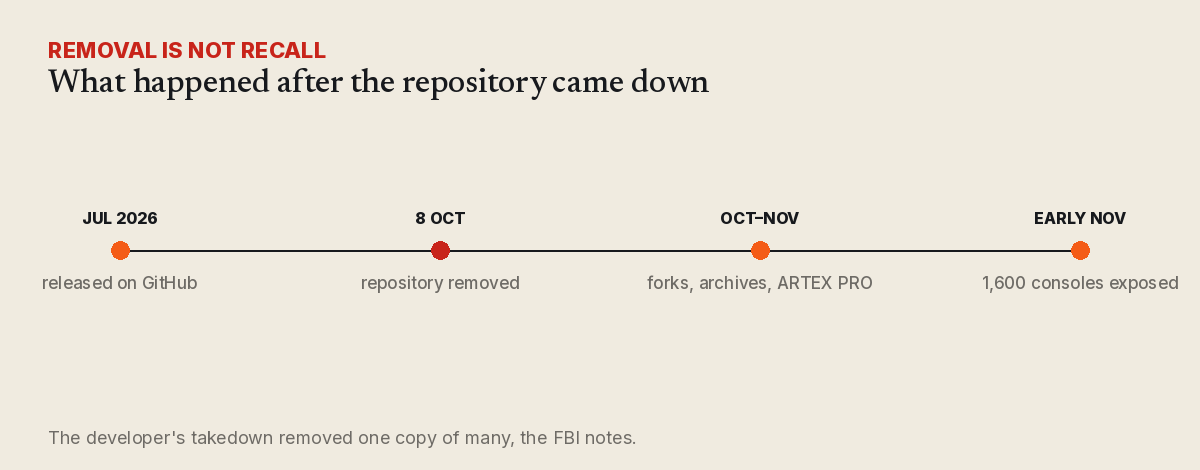 REMOVAL IS NOT RECALL
What happened after the repository came down
JUL 2026
8 OCT
OCT–NOV
EARLY NOV
released on GitHub
repository removed
forks, archives, ARTEX PRO
1,600 consoles exposed
The developer's takedown removed one copy of many, the FBI notes.